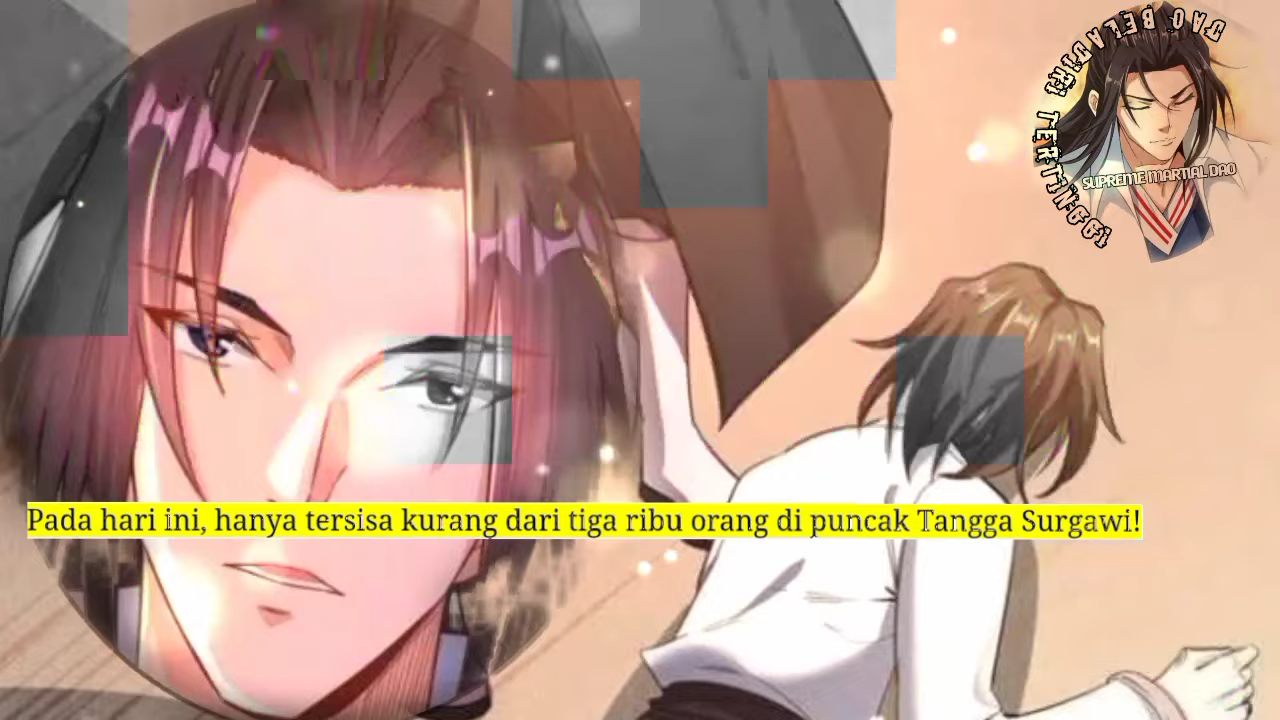 DAO BELADIRI TERTINGGI
SUPREME MARTIAL DAO
Pada hari ini, hanya tersisa kurang dari tiga ribu orang di puncak Tangga Surgawi!